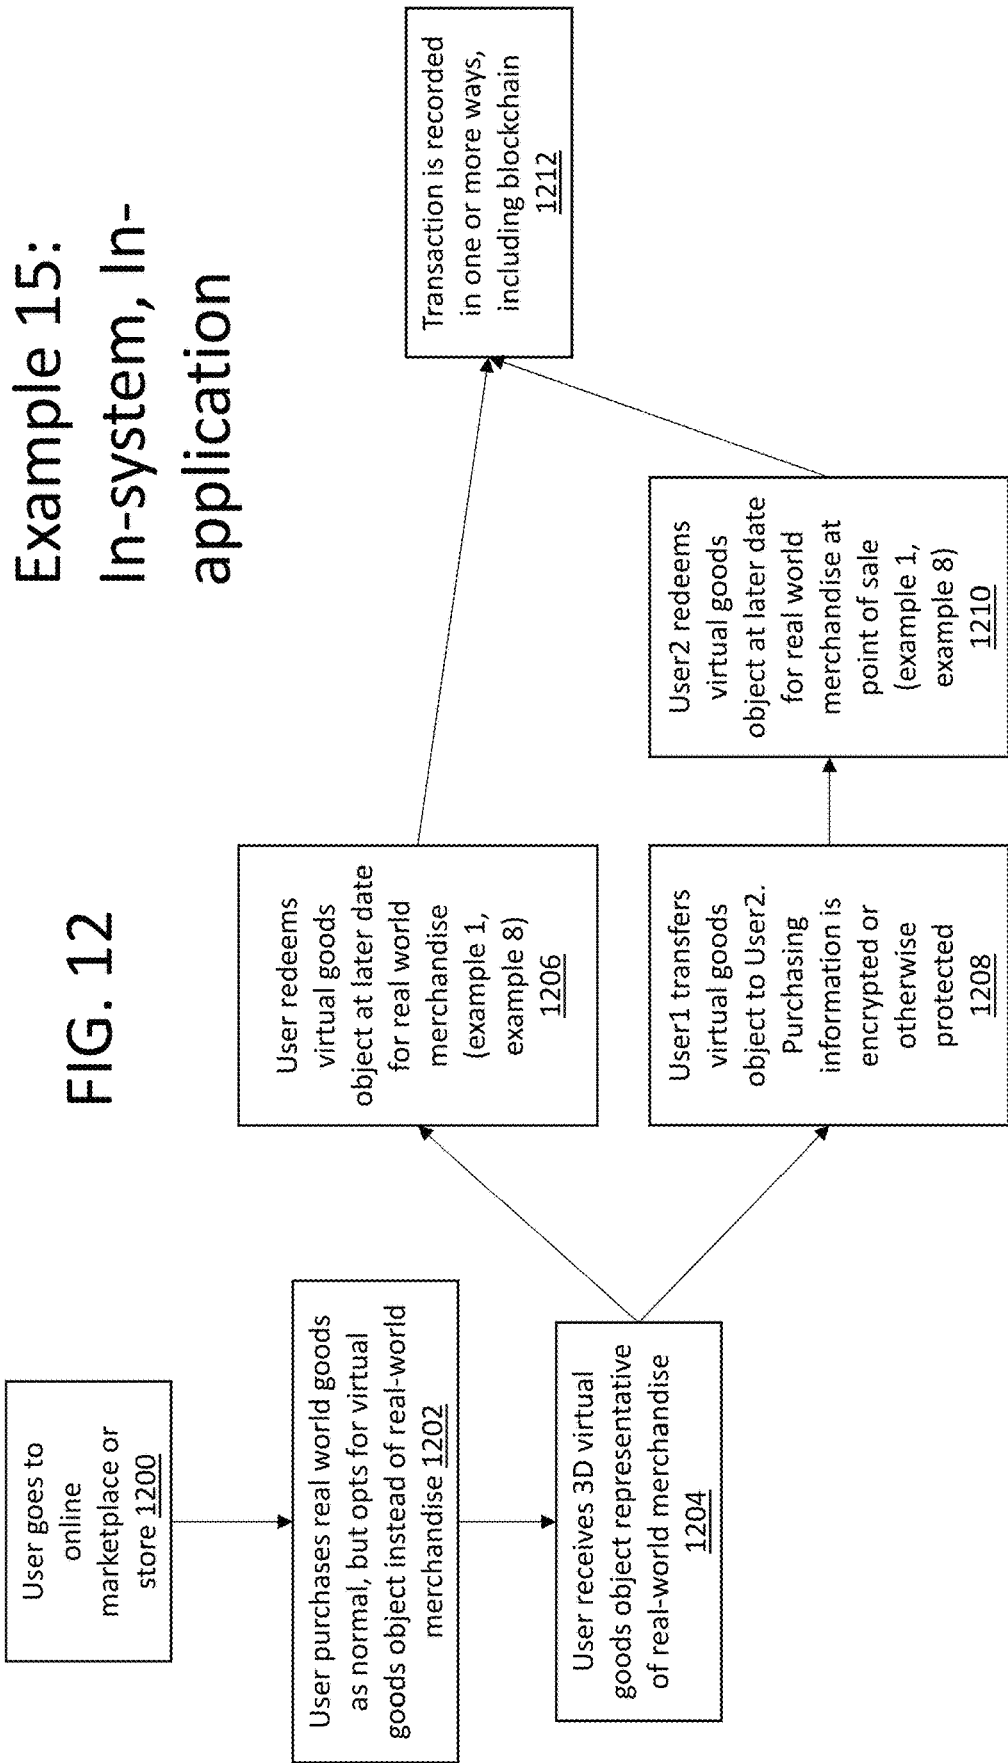 FIG. 12
Example 15:
In-system, In-
application
User goes to
online
marketplace or
store 1200
User purchases real world goods
as normal, but opts for virtual
goods object instead of real-world
merchandise 1202
User receives 3D virtual
goods object representative
of real-world merchandise
1204
User redeems
virtual goods
object at later date
for real world
merchandise
(example 1,
example 8)
1206
User1 transfers
virtual goods
object to User2.
Purchasing
information is
encrypted or
otherwise
protected
1208
User2 redeems
virtual goods
object at later date
for real world
merchandise at
point of sale
(example 1,
example 8)
1210
Transaction is recorded
in one or more ways,
including blockchain
1212